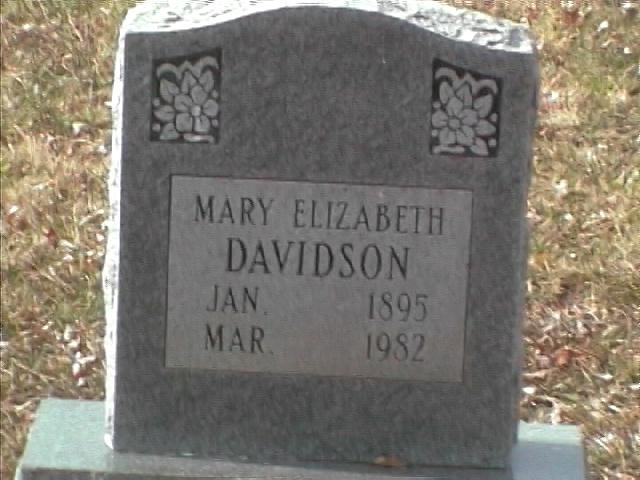 MARY ELIZABETH
DAVIDSON
JAN. 1895
MAR. 1982